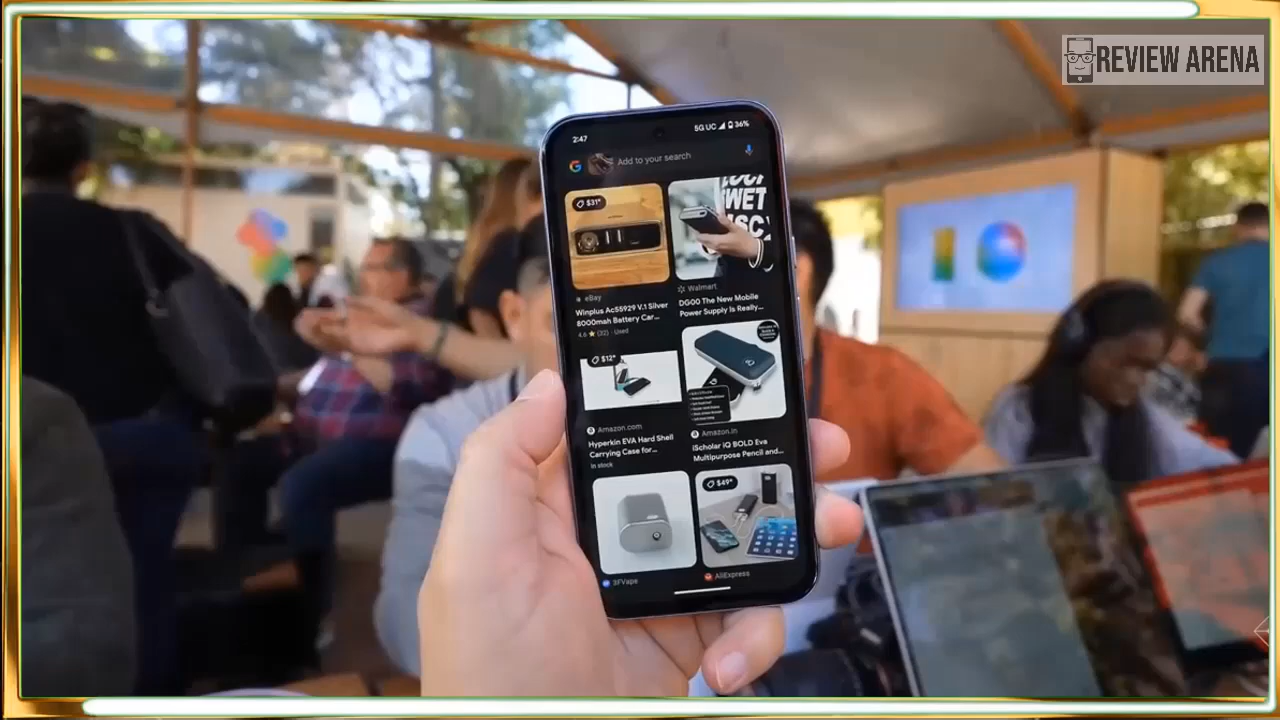 REVIEW ARENA
2:47
5G UC 36%
Add to your search
$31*
WET
eBay
Winplus Ac55929 V.1 Silver
8000mah Battery Car...
4.6 ★ (32) · Used
Walmart
DG00 The New Mobile
Power Supply Is Really...
$12*
Amazon.com
Hyperkin EVA Hard Shell
Carrying Case for...
In stock
Amazon.in
iScholar iQ BOLD Eva
Multipurpose Pencil and...
$49*
3FVape
AliExpress